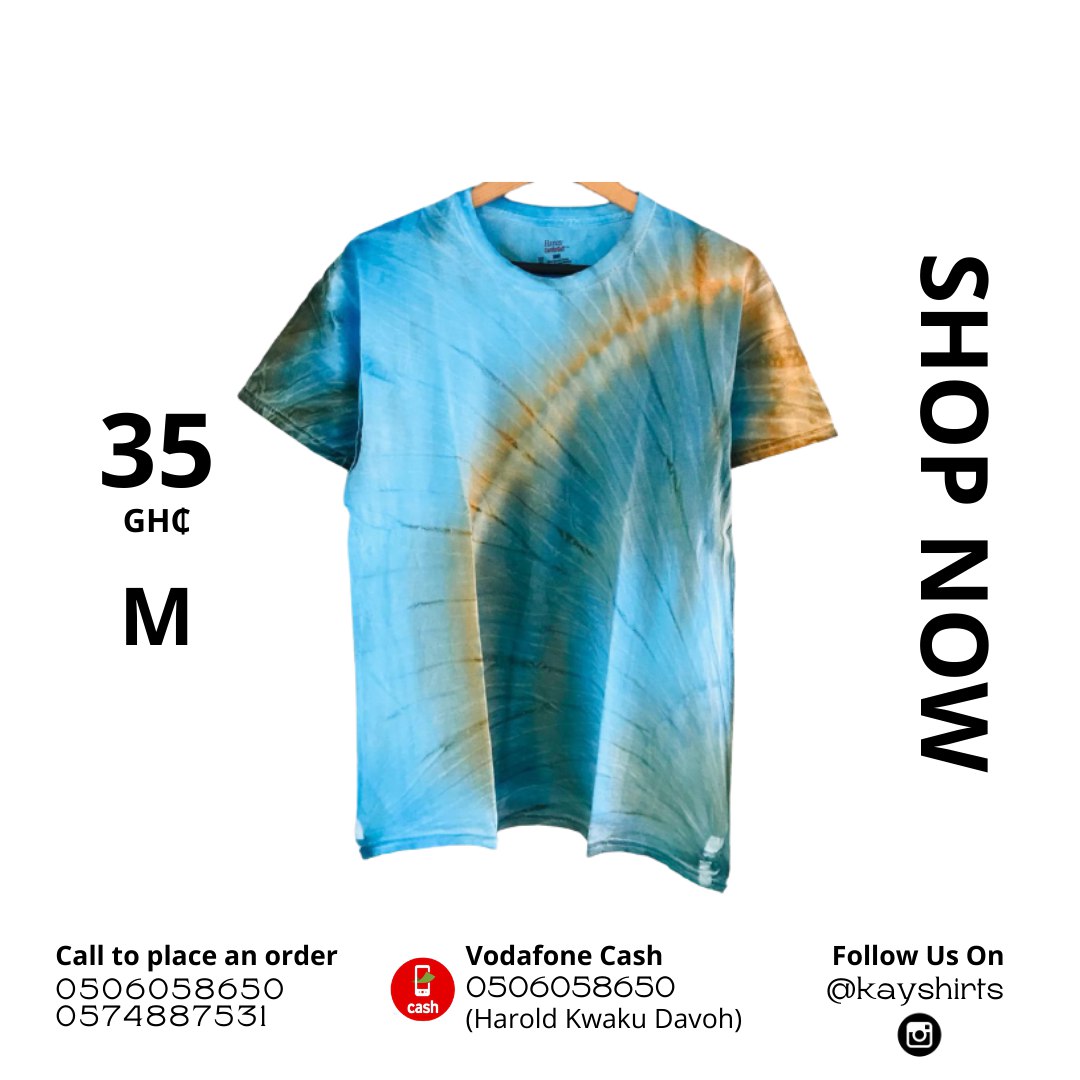 35
GH₵
M
SHOP NOW
Call to place an order
0506058650
0574887531
cash
Vodafone Cash
0506058650
(Harold Kwaku Davoh)
Follow Us On
@kayshirts